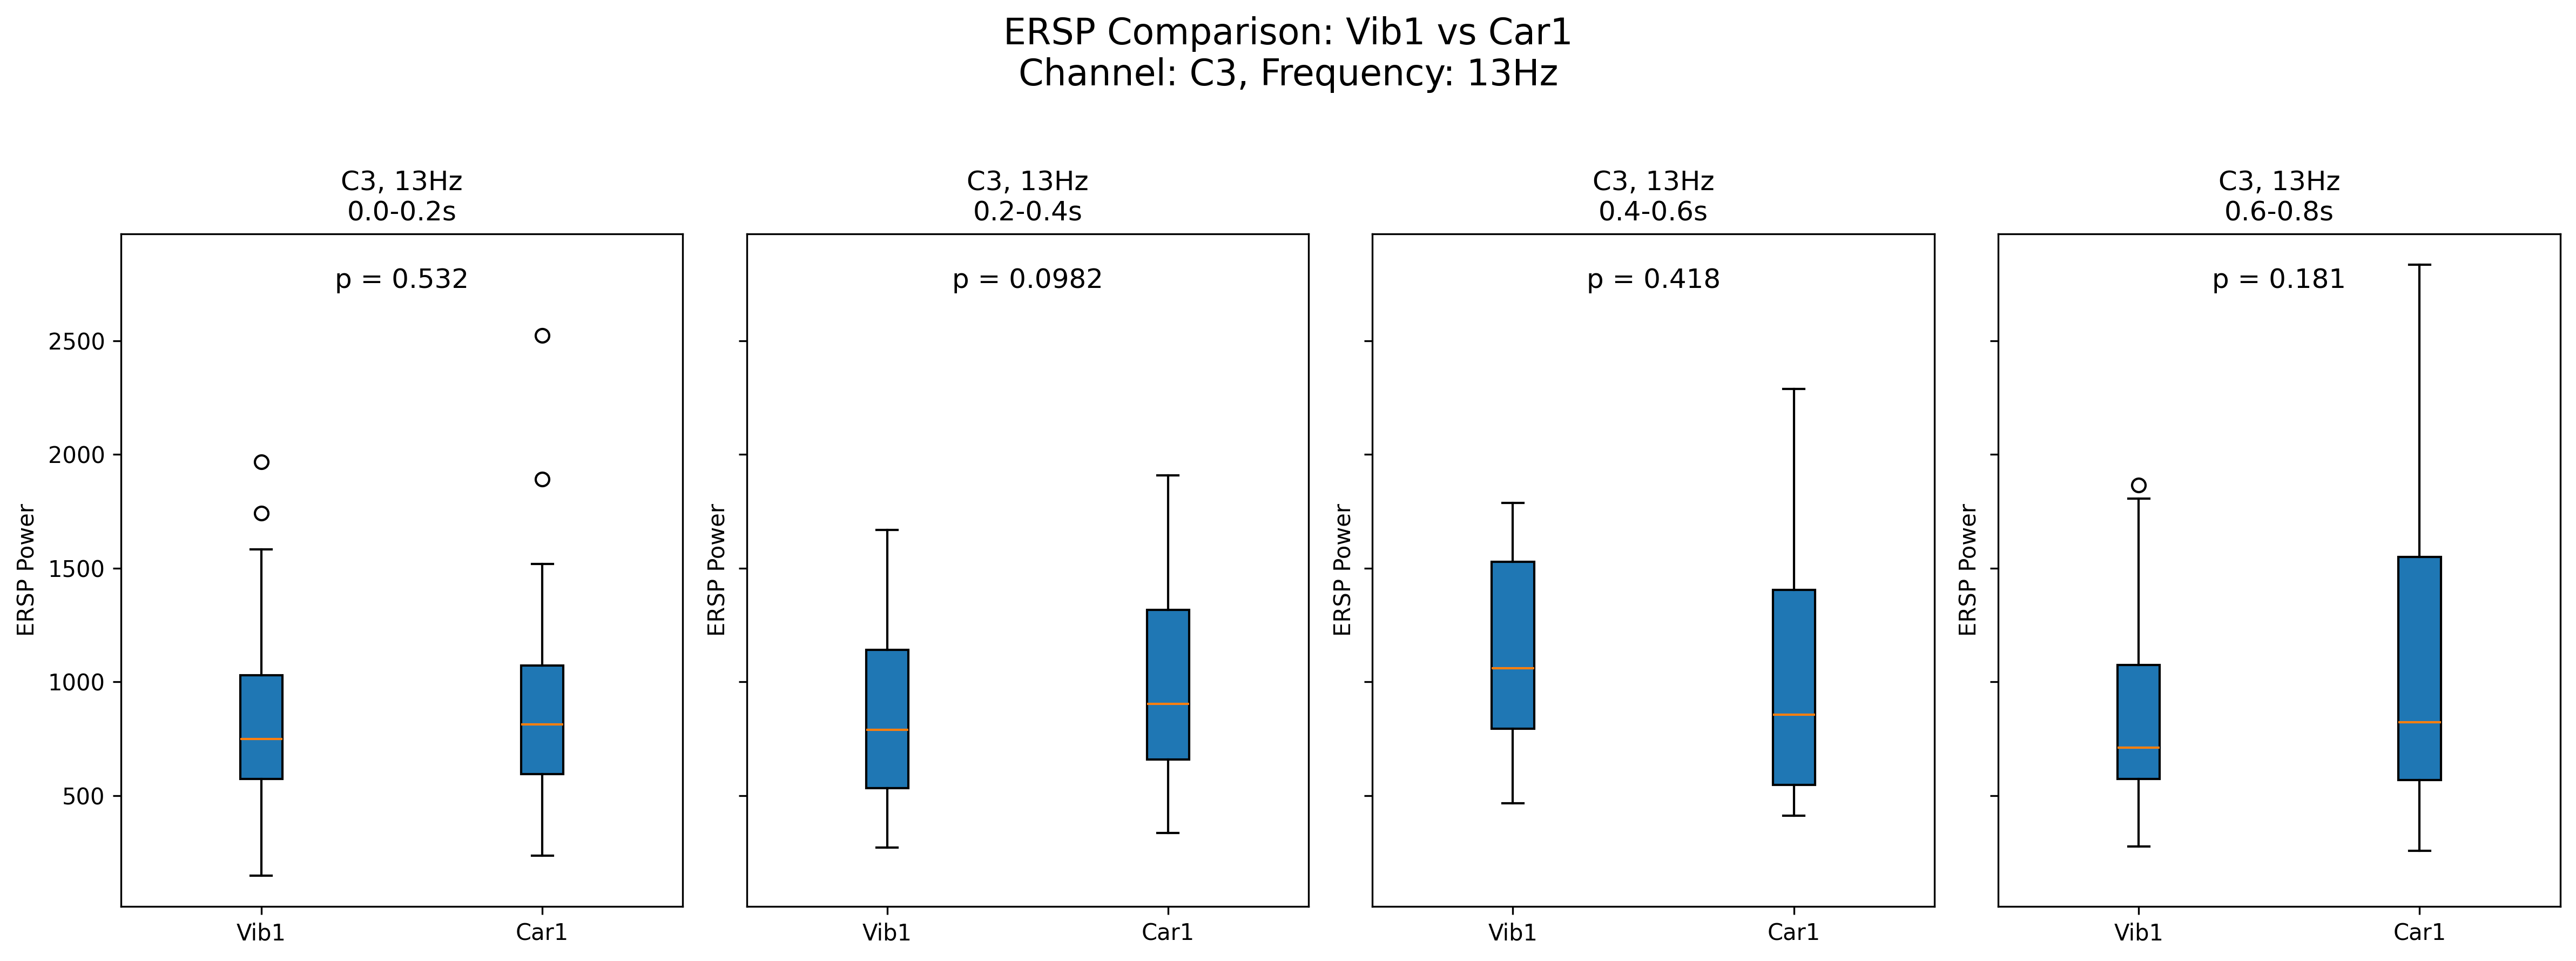 ERSP Comparison: Vib1 vs Car1
Channel: C3, Frequency: 13Hz
C3, 13Hz
0.0-0.2s
p = 0.532
ERSP Power
2500
2000
1500
1000
500
Vib1
Car1
C3, 13Hz
0.2-0.4s
p = 0.0982
ERSP Power
Vib1
Car1
C3, 13Hz
0.4-0.6s
p = 0.418
ERSP Power
Vib1
Car1
C3, 13Hz
0.6-0.8s
p = 0.181
ERSP Power
Vib1
Car1